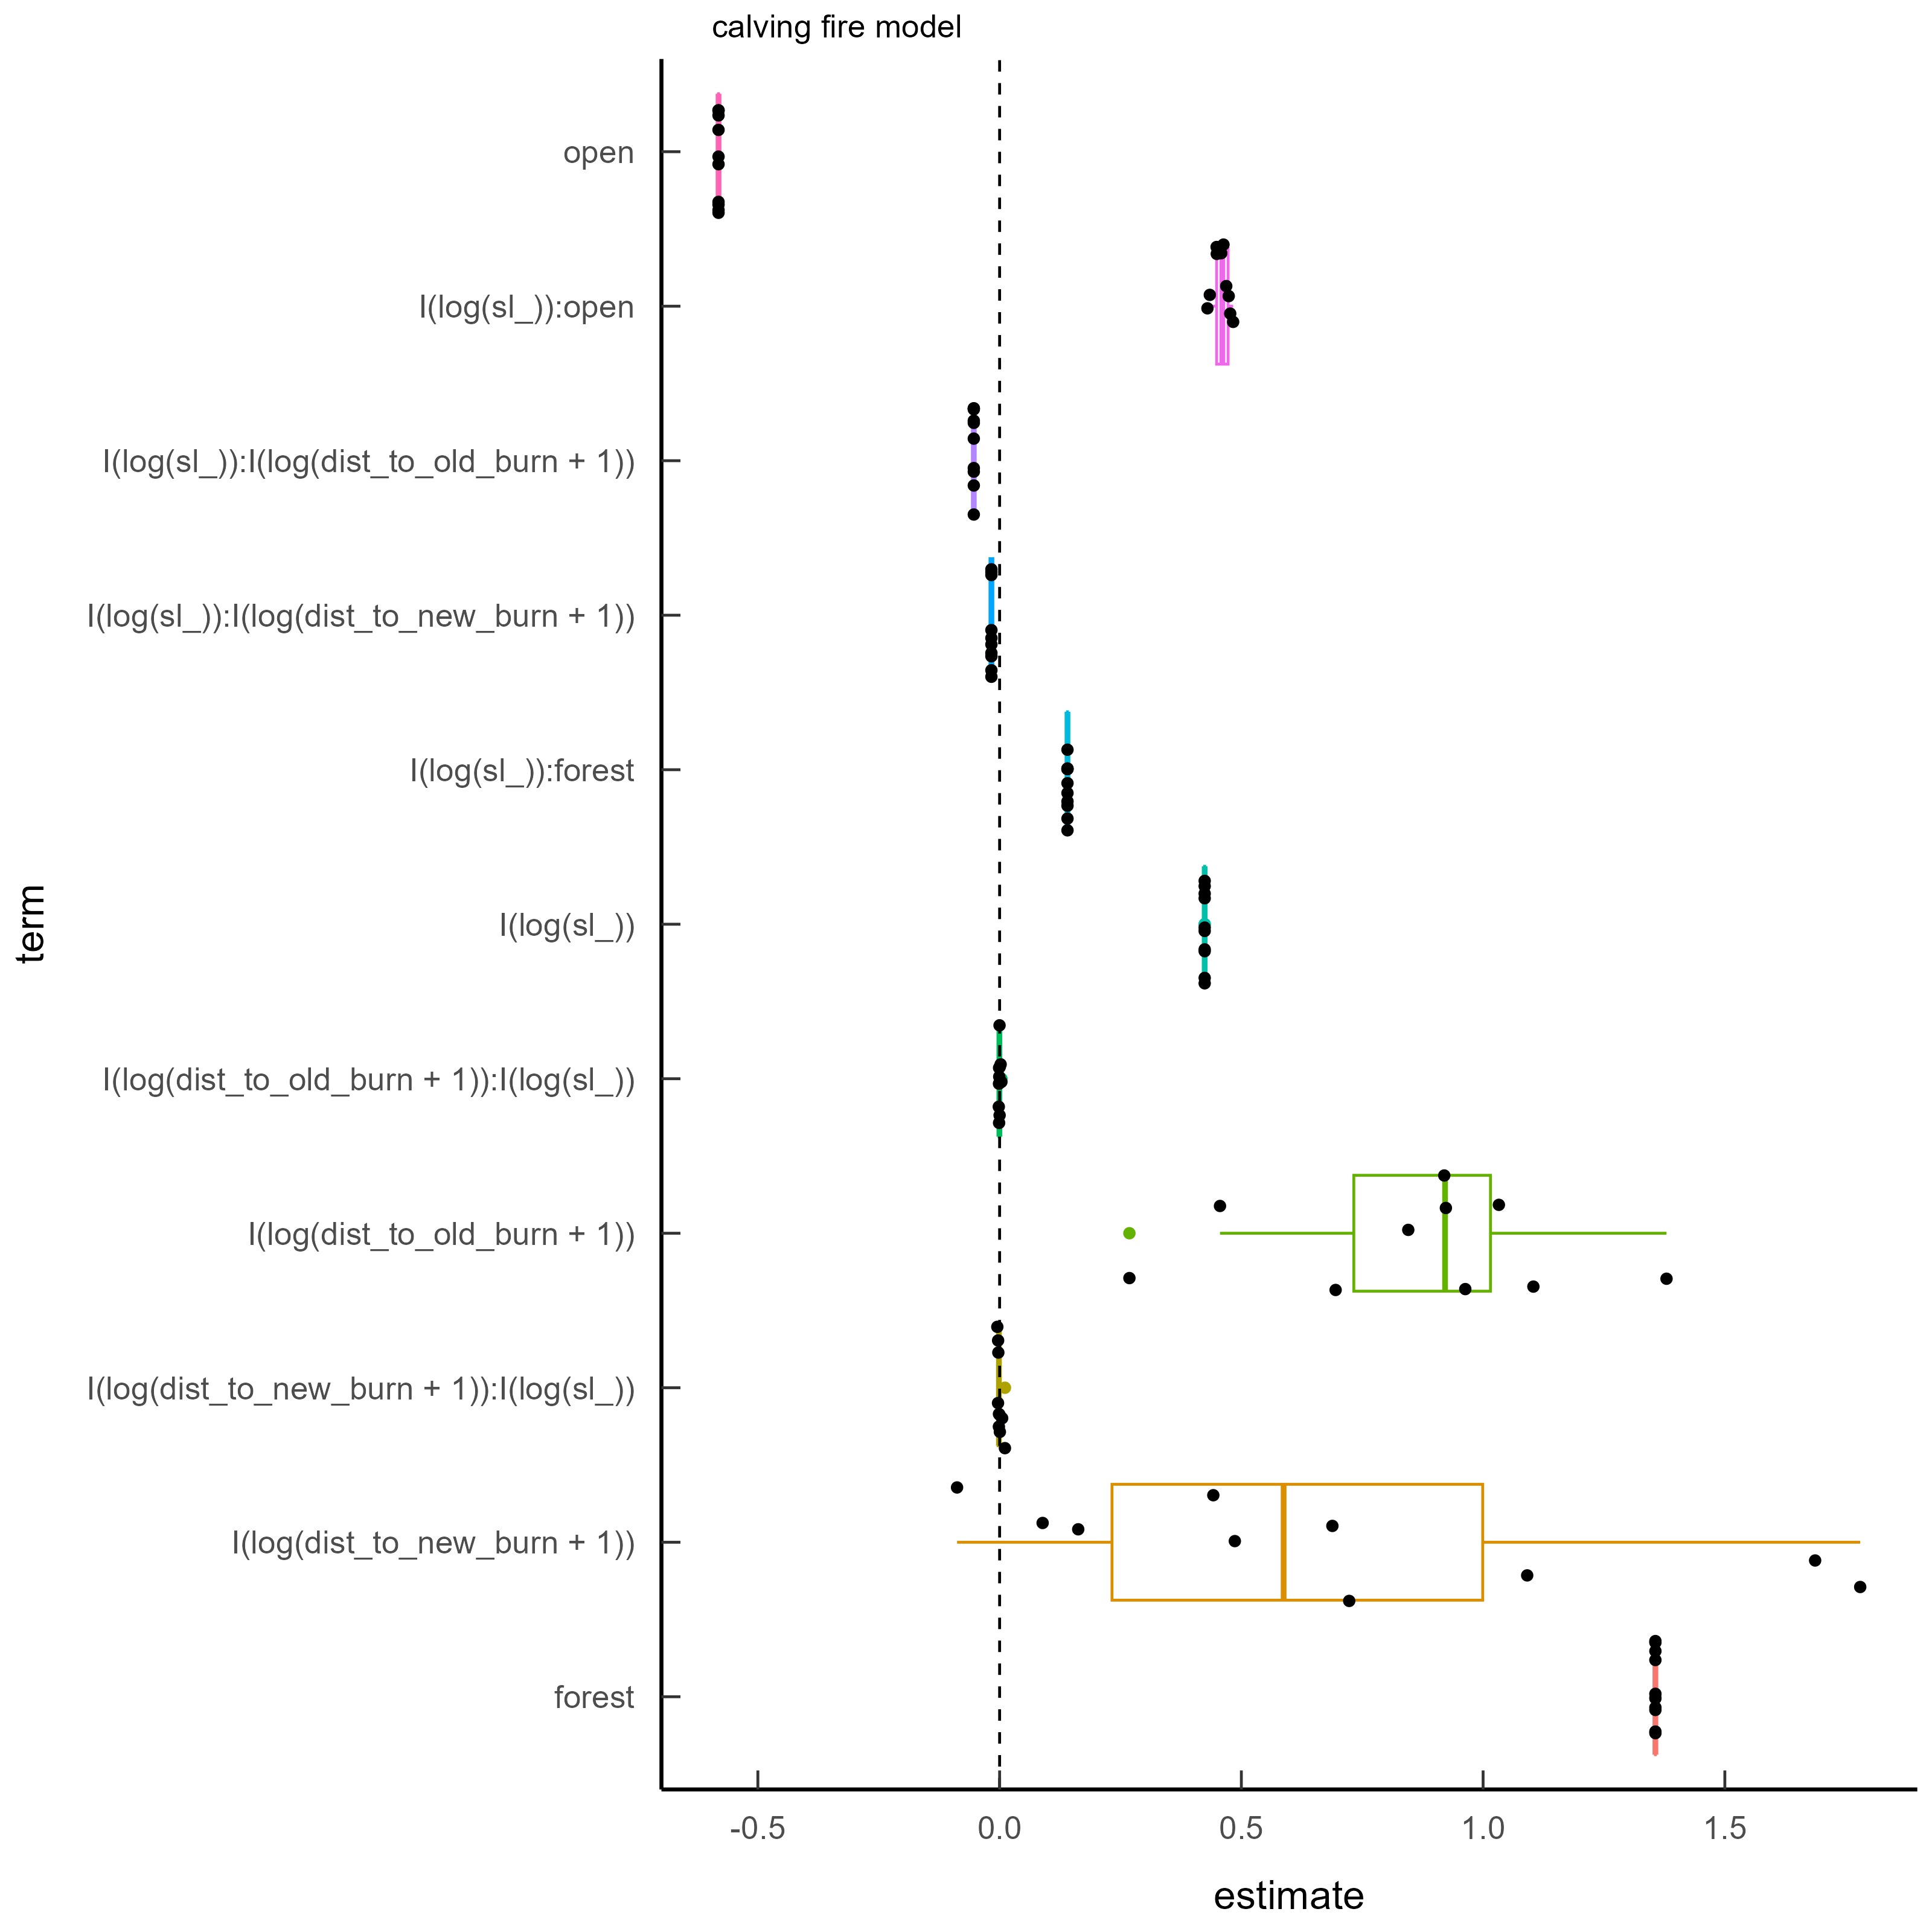 calving fire model
open
I(log(sl_)):open
I(log(sl_)):I(log(dist_to_old_burn + 1))
I(log(sl_)):I(log(dist_to_new_burn + 1))
I(log(sl_)):forest
I(log(sl_))
I(log(dist_to_old_burn + 1)):I(log(sl_))
I(log(dist_to_old_burn + 1))
I(log(dist_to_new_burn + 1)):I(log(sl_))
I(log(dist_to_new_burn + 1))
forest
term
-0.5 0.0 0.5 1.0 1.5
estimate